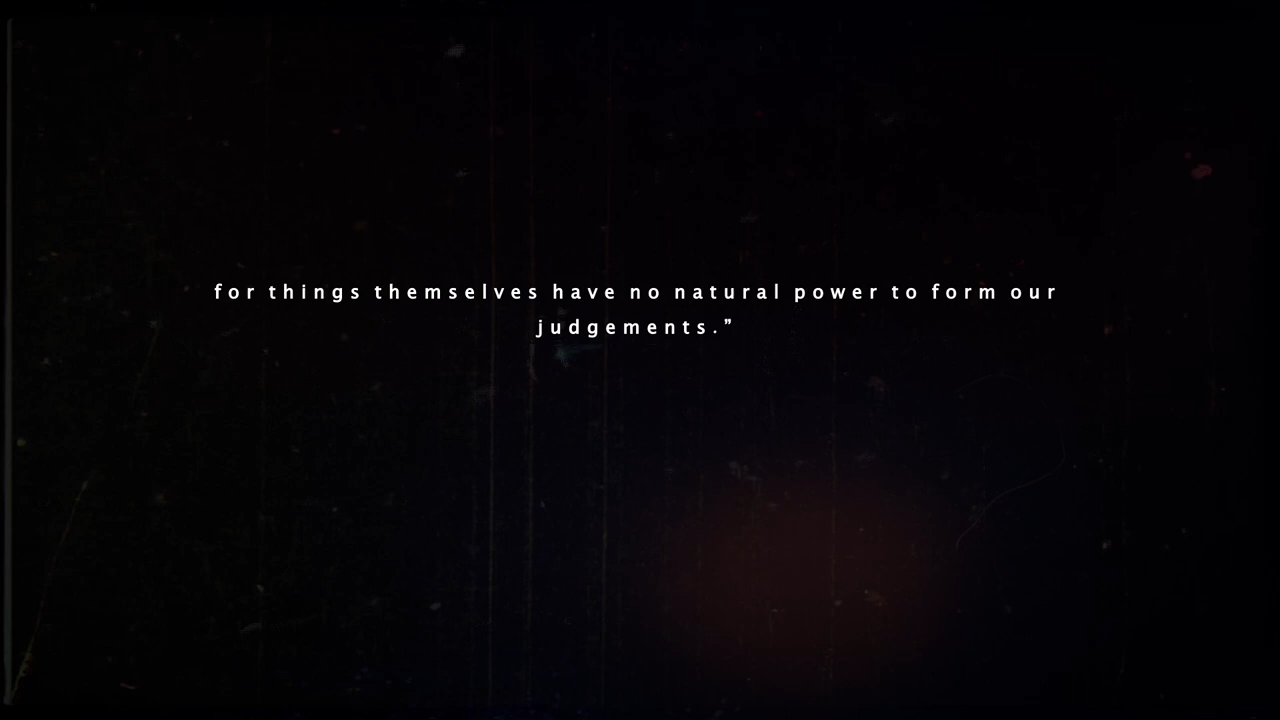 for things themselves have no natural power to form our
judgements.”